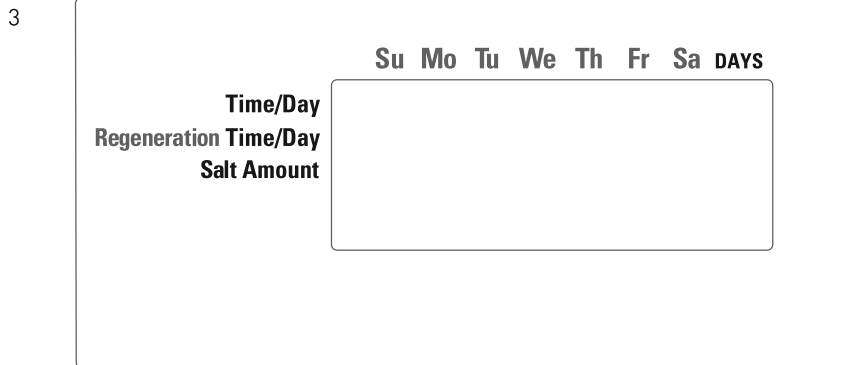 3
Su Mo Tu We Th Fr Sa DAYS
Time/Day
Regeneration Time/Day
Salt Amount